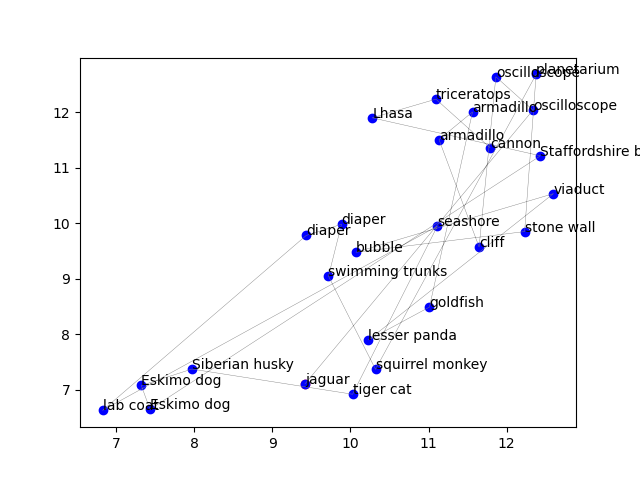 oscilloscope
planetarium
triceratops
armadillo
oscilloscope
Lhasa
armadillo
cannon
Staffordshire b
viaduct
diaper
diaper
seashore
stone wall
bubble
cliff
swimming trunks
goldfish
lesser panda
Siberian husky
squirrel monkey
Eskimo dog
jaguar
tiger cat
lab coat
Eskimo dog
12
11
10
9
8
7
7 8 9 10 11 12